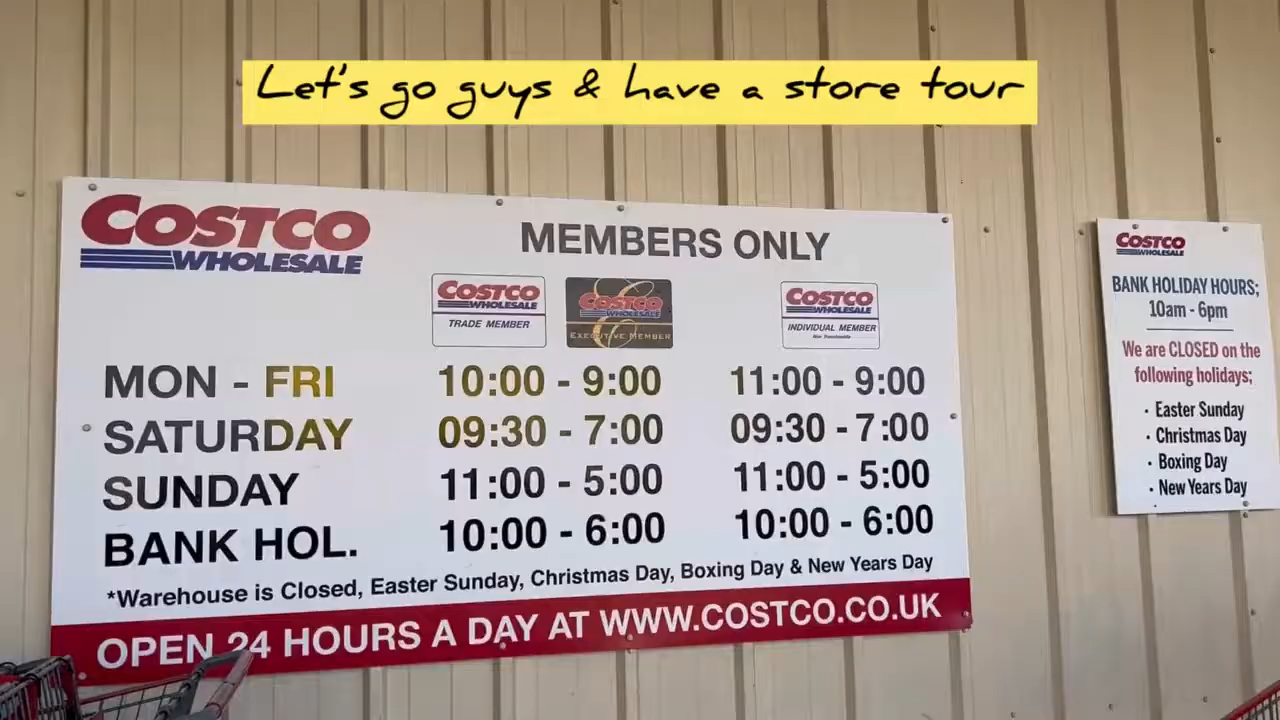 Let's go guys & have a store tour
COSTCO
WHOLESALE
MEMBERS ONLY
COSTCO
WHOLESALE
TRADE MEMBER
COSTCO
WHOLESALE
EXECUTIVE MEMBER
COSTCO
WHOLESALE
INDIVIDUAL MEMBER
Non Transferable
MON - FRI 10:00 - 9:00 11:00 - 9:00
SATURDAY 09:30 - 7:00 09:30 - 7:00
SUNDAY 11:00 - 5:00 11:00 - 5:00
BANK HOL. 10:00 - 6:00 10:00 - 6:00
*Warehouse is Closed, Easter Sunday, Christmas Day, Boxing Day & New Years Day
OPEN 24 HOURS A DAY AT WWW.COSTCO.CO.UK
COSTCO
WHOLESALE
BANK HOLIDAY HOURS;
10am - 6pm
We are CLOSED on the
following holidays;
• Easter Sunday
• Christmas Day
• Boxing Day
• New Years Day